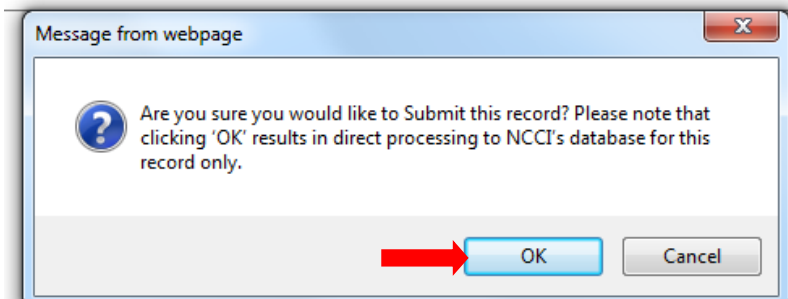 Message from webpage
Are you sure you would like to Submit this record? Please note that
clicking 'OK' results in direct processing to NCCI's database for this
record only.
OK
Cancel